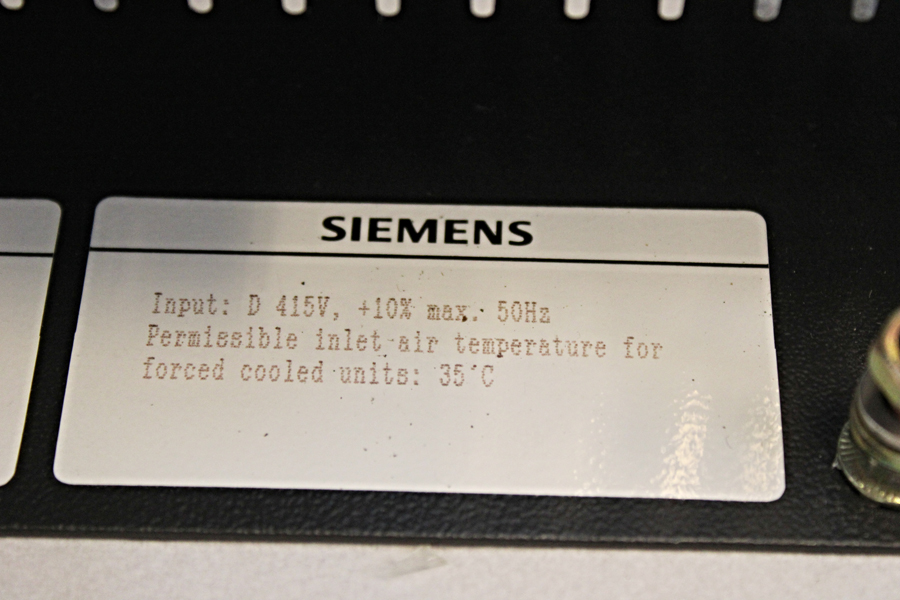 SIEMENS
Input: D 415V, +10% max. 50Hz
Permissible inlet air temperature for
forced cooled units: 35°C